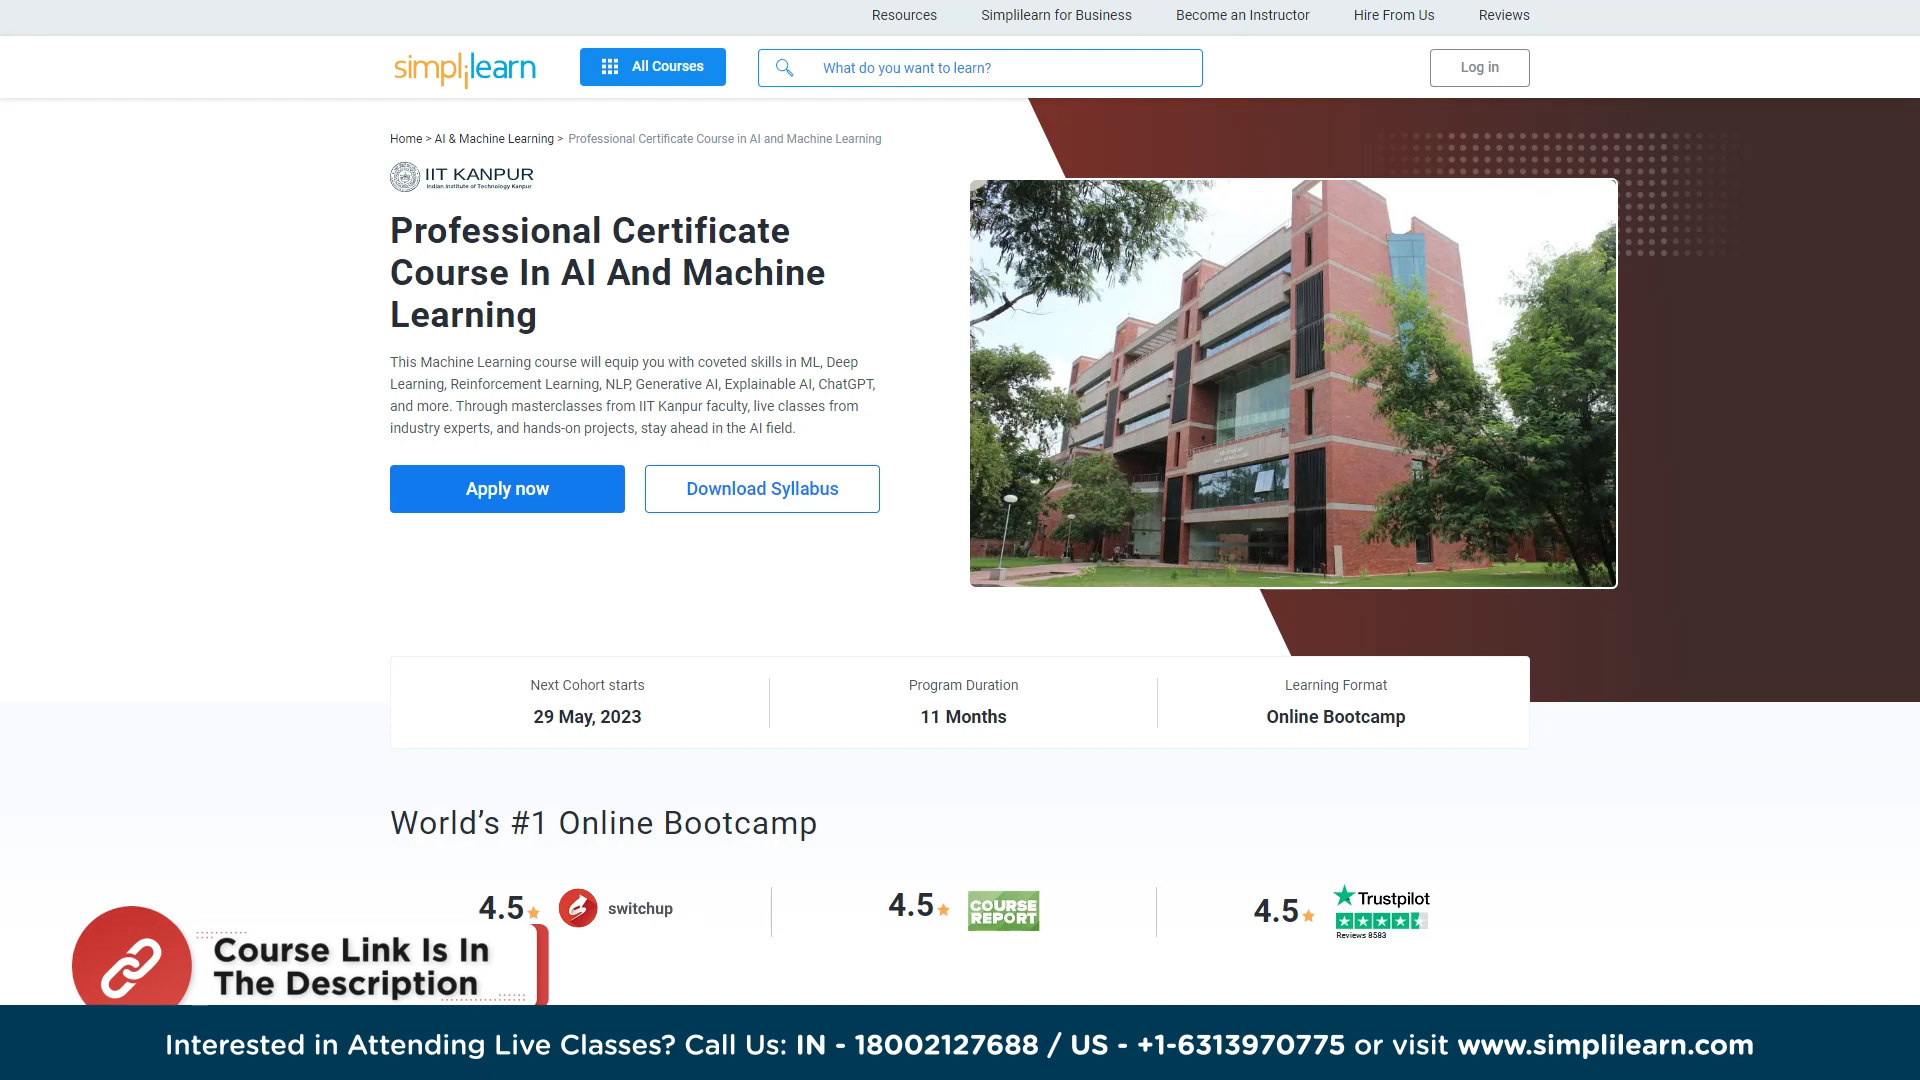 Resources Simplilearn for Business Become an Instructor Hire From Us Reviews
simplilearn All Courses What do you want to learn? Log in
Home > AI & Machine Learning > Professional Certificate Course in AI and Machine Learning
IIT KANPUR
Indian Institute of Technology Kanpur
Professional Certificate
Course In AI And Machine
Learning
This Machine Learning course will equip you with coveted skills in ML, Deep
Learning, Reinforcement Learning, NLP, Generative AI, Explainable AI, ChatGPT,
and more. Through masterclasses from IIT Kanpur faculty, live classes from
industry experts, and hands-on projects, stay ahead in the AI field.
Apply now Download Syllabus
Next Cohort starts Program Duration Learning Format
29 May, 2023 11 Months Online Bootcamp
World's #1 Online Bootcamp
4.5 switchup 4.5 COURSE REPORT 4.5 Trustpilot
Reviews 8583
Course Link Is In
The Description
Interested in Attending Live Classes? Call Us: IN - 18002127688 / US - +1-6313970775 or visit www.simplilearn.com